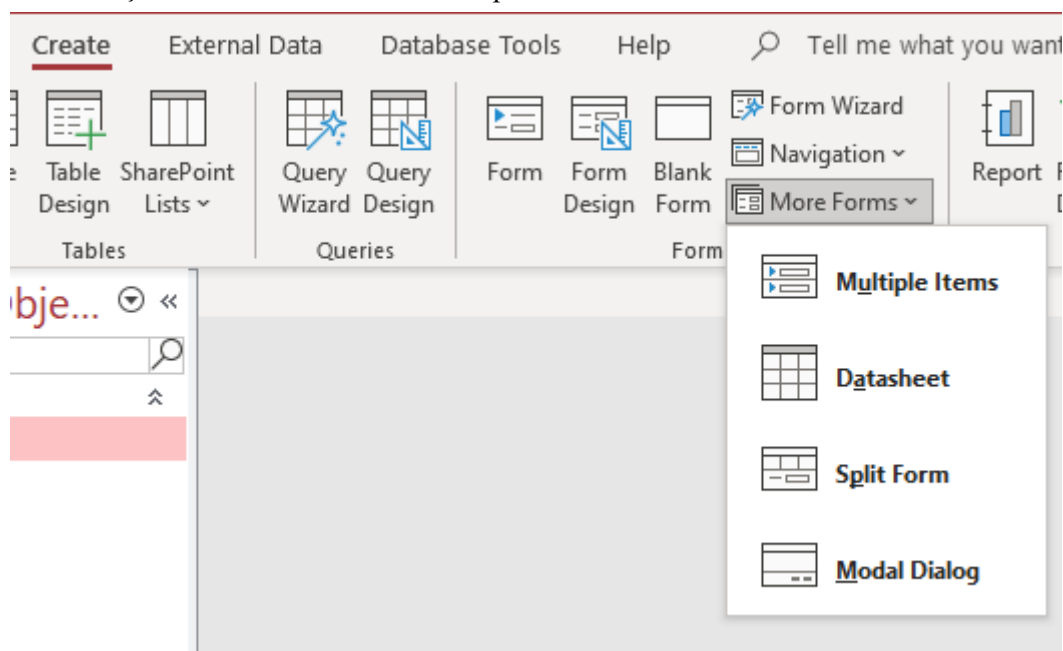 Create External Data Database Tools Help Tell me what you want
Form Wizard
Navigation
Table SharePoint Query Query Form Form Blank Report
Design Lists Wizard Design Design Form More Forms
Tables Queries Form
Multiple Items
bje...
Datasheet
Split Form
Modal Dialog